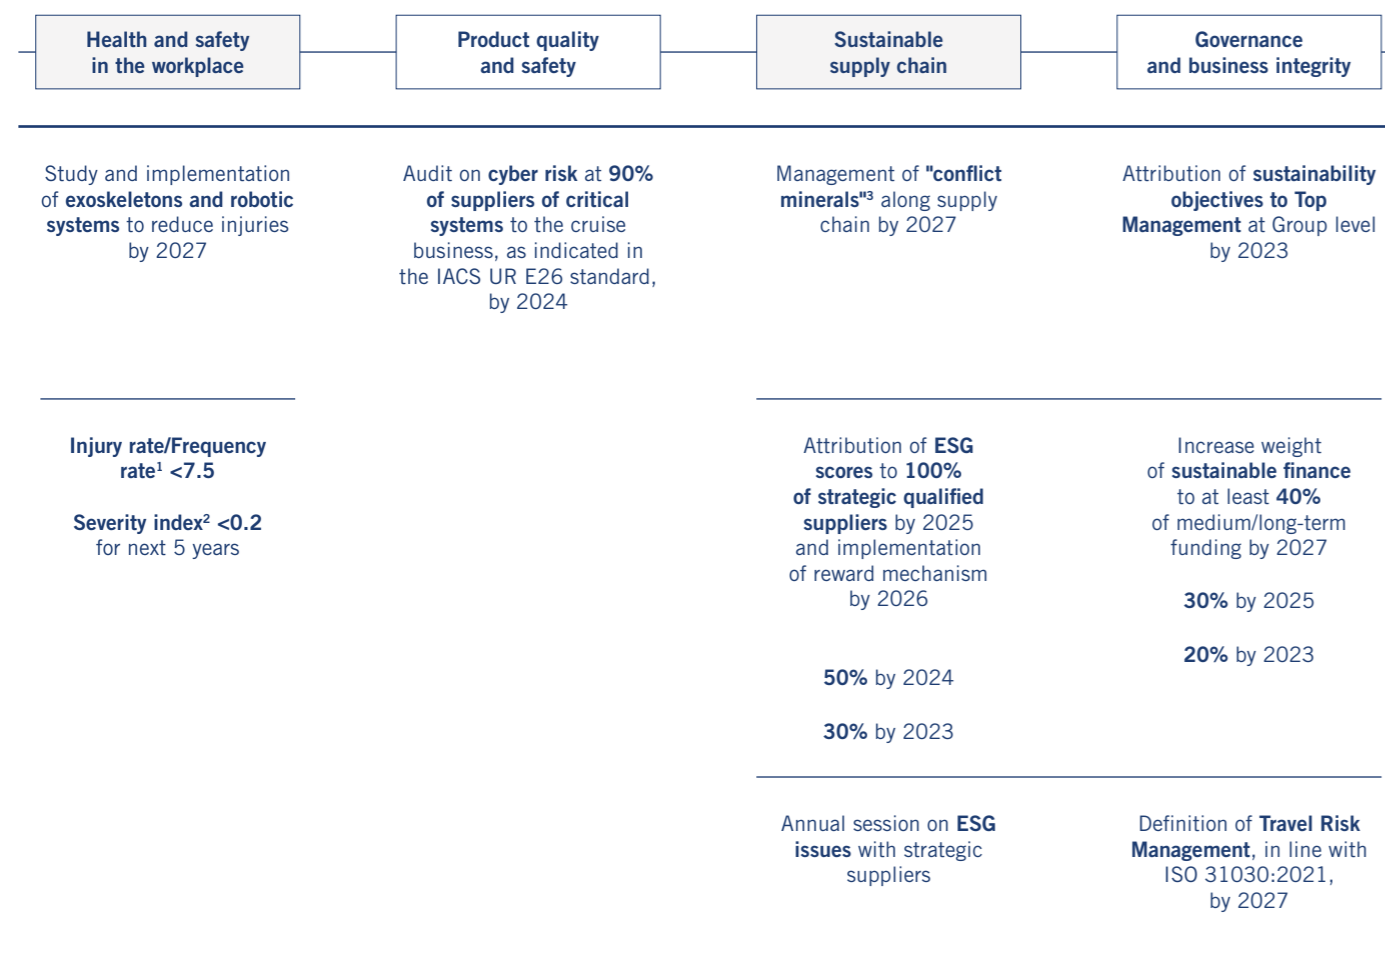 Health and safety
in the workplace
Product quality
and safety
Sustainable
supply chain
Governance
and business integrity
Study and implementation
of exoskeletons and robotic
systems to reduce injuries
by 2027
Audit on cyber risk at 90%
of suppliers of critical
systems to the cruise
business, as indicated in
the IACS UR E26 standard,
by 2024
Management of "conflict
minerals"³ along supply
chain by 2027
Attribution of sustainability
objectives to Top
Management at Group level
by 2023
Injury rate/Frequency
rate¹ <7.5
Severity index² <0.2
for next 5 years
Attribution of ESG
scores to 100%
of strategic qualified
suppliers by 2025
and implementation
of reward mechanism
by 2026
50% by 2024
30% by 2023
Increase weight
of sustainable finance
to at least 40%
of medium/long-term
funding by 2027
30% by 2025
20% by 2023
Annual session on ESG
issues with strategic
suppliers
Definition of Travel Risk
Management, in line with
ISO 31030:2021,
by 2027